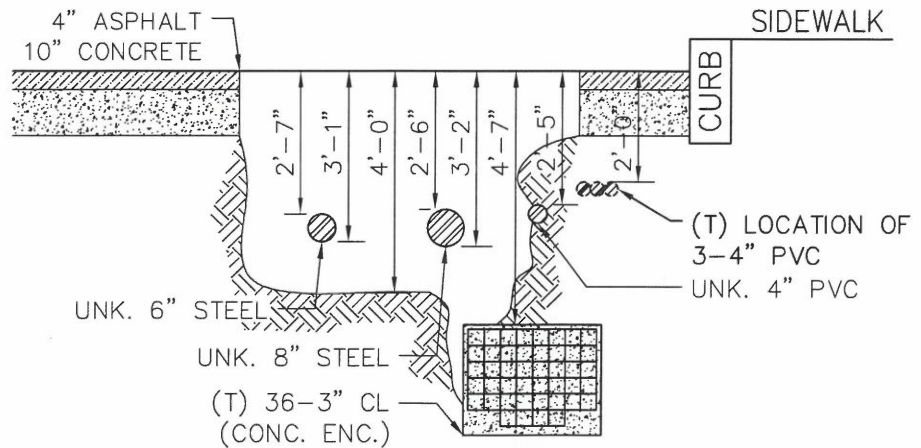 4" ASPHALT
10" CONCRETE
SIDEWALK
CURB
2'-7"
3'-1"
4'-0"
2'-6"
3'-2"
4'-7"
2'-5"
2'-0"
(T) LOCATION OF
3-4" PVC
UNK. 4" PVC
UNK. 6" STEEL
UNK. 8" STEEL
(T) 36-3" CL
(CONC. ENC.)